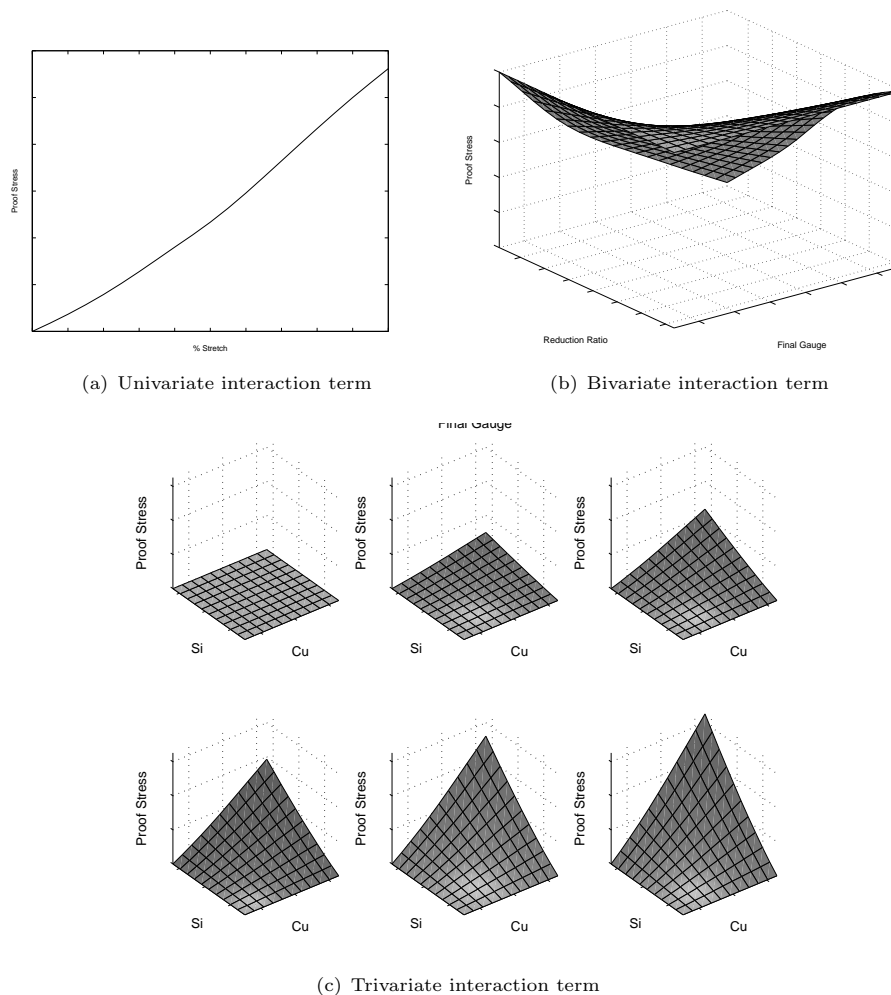 Proof Stress
% Stretch
(a) Univariate interaction term
Proof Stress
Reduction Ratio
Final Gauge
(b) Bivariate interaction term
Final Gauge
Proof Stress
Si
Cu
Proof Stress
Si
Cu
Proof Stress
Si
Cu
Proof Stress
Si
Cu
Proof Stress
Si
Cu
Proof Stress
Si
Cu
(c) Trivariate interaction term